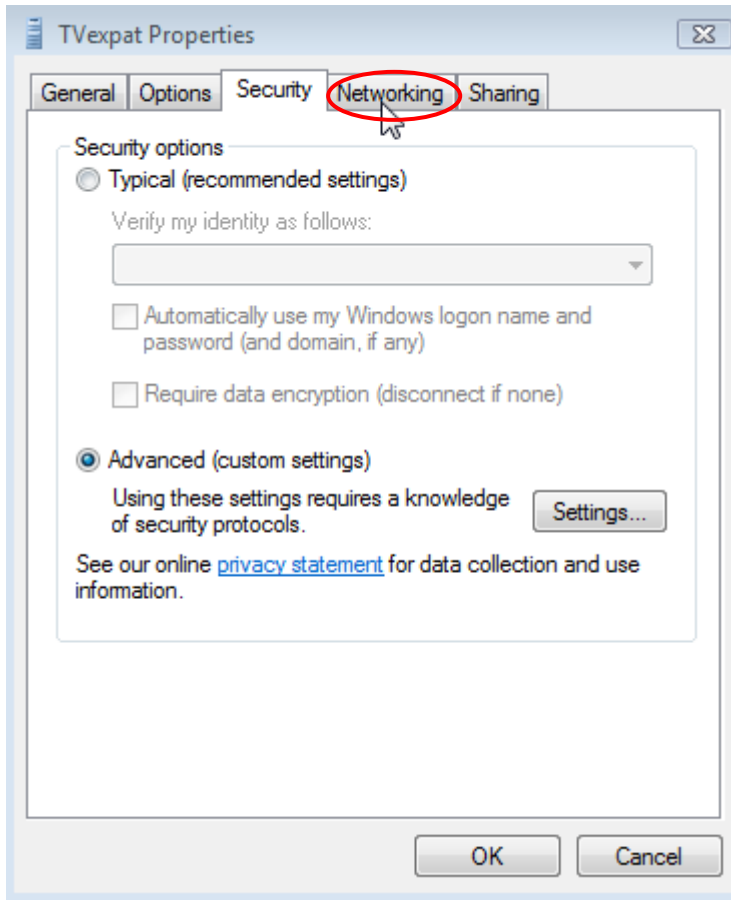 TVexpat Properties
General Options Security Networking Sharing
Security options
Typical (recommended settings)
Verify my identity as follows:
Automatically use my Windows logon name and
password (and domain, if any)
Require data encryption (disconnect if none)
Advanced (custom settings)
Using these settings requires a knowledge
of security protocols.
Settings...
See our online privacy statement for data collection and use
information.
OK Cancel